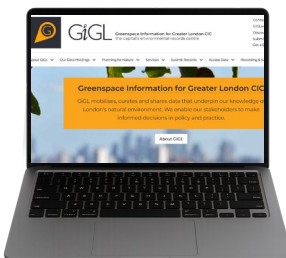 GiGL
Greenspace Information for Greater London CIC
the capital's environmental records centre
About GiGL
Our Data Holdings
Planning for Nature
Services
Submit Records
Access Data
Greenspace Information for Greater London CIC
GiGL mobilises, curates and shares data that underpin our knowledge o
London's natural environment. We enable our stakeholders to make
informed decisions in policy and practice.
About GiGL